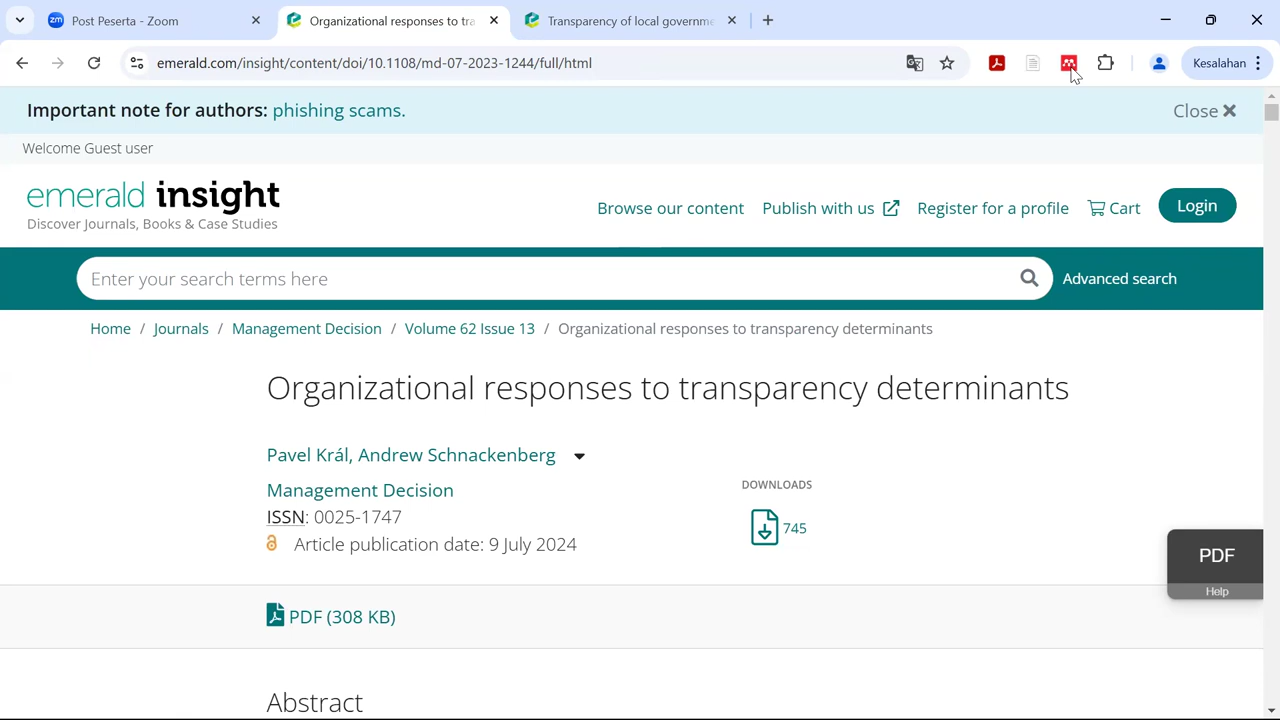 Post Peserta - Zoom
Organizational responses to tra
Transparency of local governme
emerald.com/insight/content/doi/10.1108/md-07-2023-1244/full/html
Kesalahan
Important note for authors: phishing scams.
Close
Welcome Guest user
emerald insight
Discover Journals, Books & Case Studies
Browse our content
Publish with us
Register for a profile
Cart
Login
Enter your search terms here
Advanced search
Home / Journals / Management Decision / Volume 62 Issue 13 / Organizational responses to transparency determinants
Organizational responses to transparency determinants
Pavel Král, Andrew Schnackenberg
Management Decision
ISSN: 0025-1747
Article publication date: 9 July 2024
DOWNLOADS
745
PDF
Help
PDF (308 KB)
Abstract